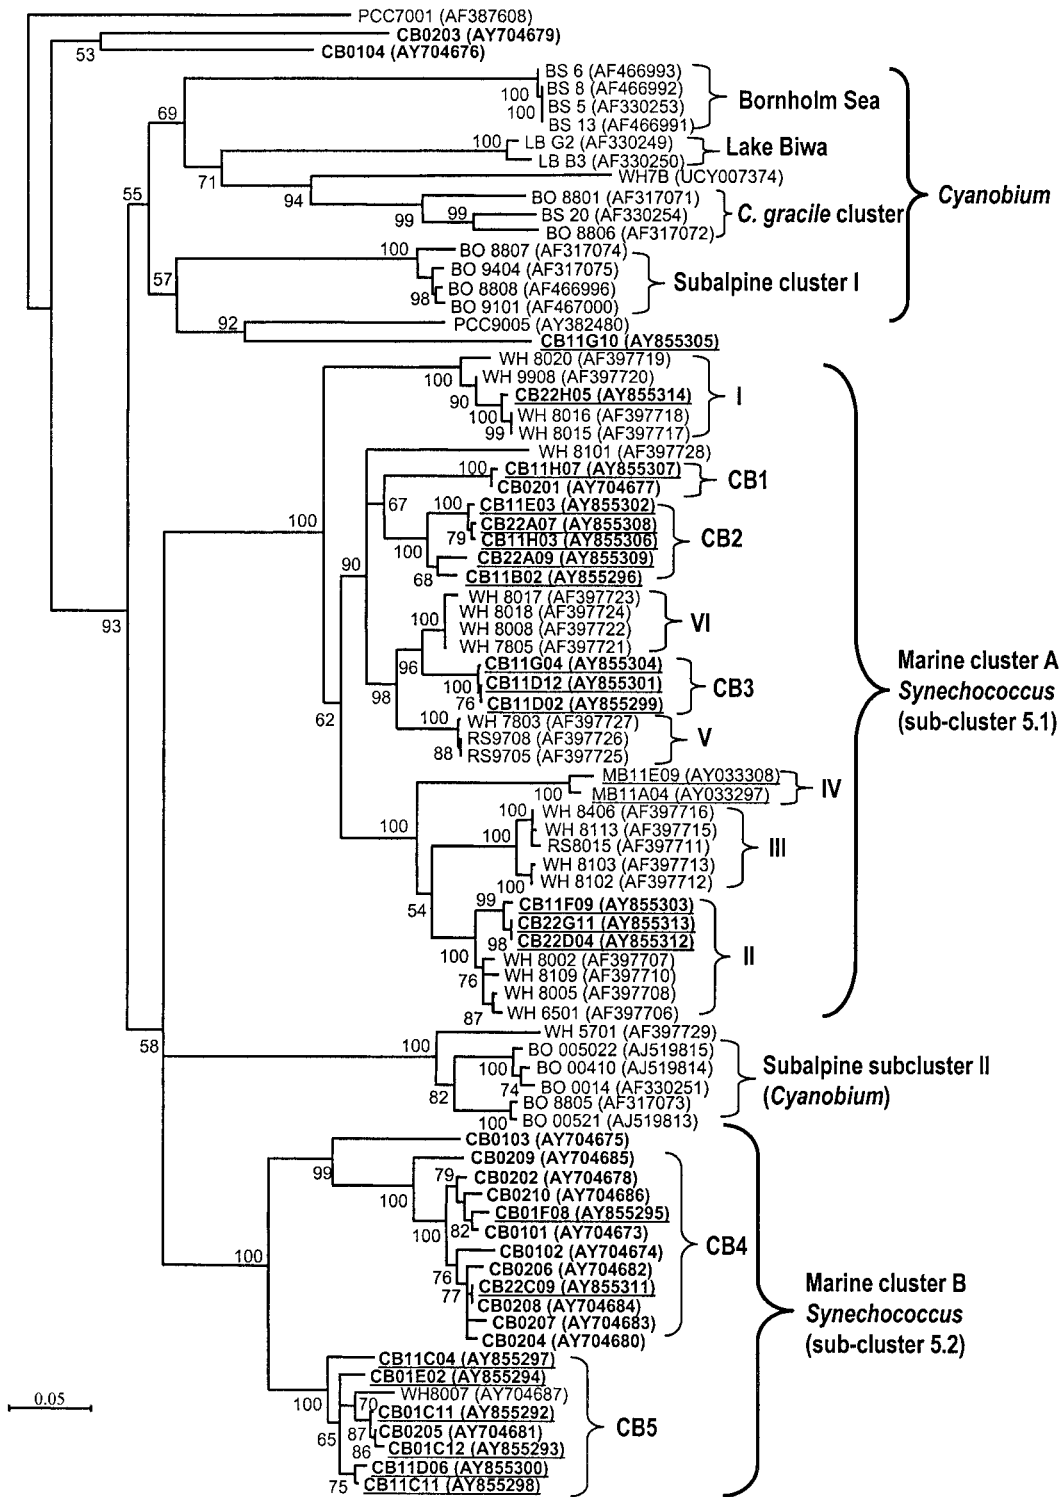 PCC7001 (AF387608)
CB0203 (AY704679)
53
CB0104 (AY704676)
BS 6 (AF466993)
BS 8 (AF466992)
100
BS 5 (AF330253)
100
BS 13 (AF466991)
Bornholm Sea
69
100
LB G2 (AF330249)
LB B3 (AF330250)
Lake Biwa
71
WH7B (UCY007374)
94
BO 8801 (AF317071)
99
99
BS 20 (AF330254)
BO 8806 (AF317072)
C. gracile cluster
Cyanobium
55
100
BO 8807 (AF317074)
BO 9404 (AF317075)
BO 8808 (AF466996)
98
BO 9101 (AF467000)
Subalpine cluster I
57
92
PCC9005 (AY382480)
CB11G10 (AY855305)
WH 8020 (AF397719)
100
WH 9908 (AF397720)
90
CB22H05 (AY855314)
100
WH 8016 (AF397718)
99
WH 8015 (AF397717)
I
WH 8101 (AF397728)
100
CB11H07 (AY855307)
CB0201 (AY704677)
CB1
67
100
CB11E03 (AY855302)
CB22A07 (AY855308)
79
CB11H03 (AY855306)
100
CB22A09 (AY855309)
68
CB11B02 (AY855296)
CB2
100
90
WH 8017 (AF397723)
WH 8018 (AF397724)
100
WH 8008 (AF397722)
WH 7805 (AF397721)
VI
96
CB11G04 (AY855304)
100
CB11D12 (AY855301)
76
CB11D02 (AY855299)
CB3
98
62
100
WH 7803 (AF397727)
RS9708 (AF397726)
88
RS9705 (AF397725)
V
93
Marine cluster A
Synechococcus
(sub-cluster 5.1)
MB11E09 (AY033308)
100
MB11A04 (AY033297)
IV
100
100
WH 8406 (AF397716)
WH 8113 (AF397715)
100
RS8015 (AF397711)
WH 8103 (AF397713)
100
WH 8102 (AF397712)
III
54
99
CB11F09 (AY855303)
CB22G11 (AY855313)
98
CB22D04 (AY855312)
100
WH 8002 (AF397707)
76
WH 8109 (AF397710)
WH 8005 (AF397708)
87
WH 6501 (AF397706)
II
58
100
WH 5701 (AF397729)
BO 005022 (AJ519815)
100
BO 00410 (AJ519814)
74
BO 0014 (AF330251)
82
BO 8805 (AF317073)
100
BO 00521 (AJ519813)
Subalpine subcluster II
(Cyanobium)
CB0103 (AY704675)
99
CB0209 (AY704685)
100
79
CB0202 (AY704678)
CB0210 (AY704686)
CB01F08 (AY855295)
82
CB0101 (AY704673)
100
CB0102 (AY704674)
76
CB0206 (AY704682)
77
CB22C09 (AY855311)
CB0208 (AY704684)
CB0207 (AY704683)
CB0204 (AY704680)
CB4
100
Marine cluster B
Synechococcus
(sub-cluster 5.2)
CB11C04 (AY855297)
CB01E02 (AY855294)
100
WH8007 (AY704687)
70
CB01C11 (AY855292)
65
87
CB0205 (AY704681)
86
CB01C12 (AY855293)
CB11D06 (AY855300)
75
CB11C11 (AY855298)
CB5
0.05